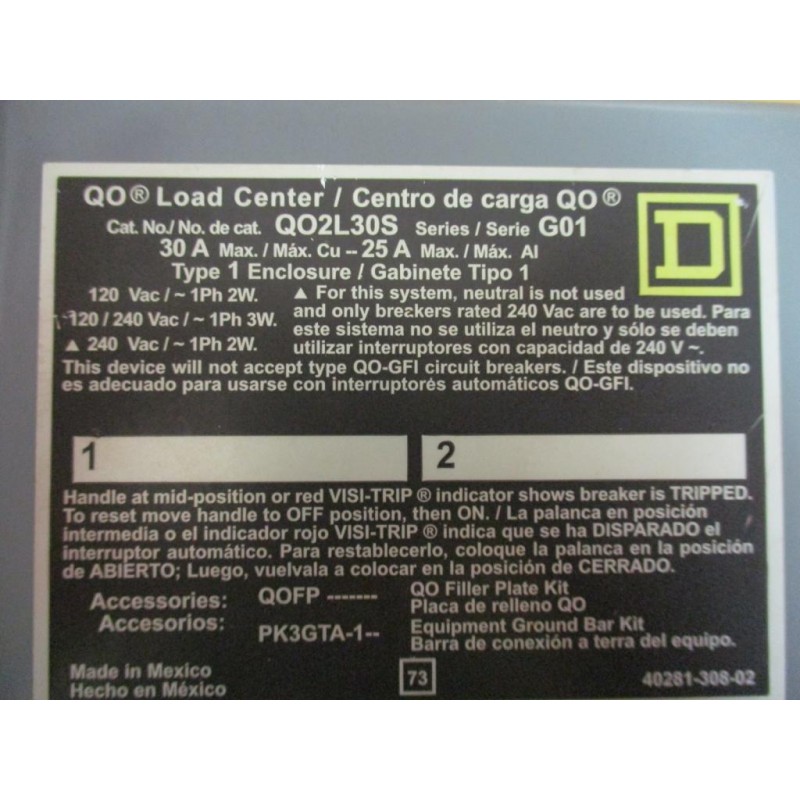 QO® Load Center / Centro de carga QO®
Cat. No./ No. de cat. QO2L30S Series / Serie G01
30 A Max. / Máx. Cu -- 25 A Max. / Máx. Al
Type 1 Enclosure / Gabinete Tipo 1
D
120 Vac / ~ 1Ph 2W.
120 / 240 Vac / ~ 1Ph 3W.
▲ 240 Vac / ~ 1Ph 2W.
▲ For this system, neutral is not used
and only breckers rated 240 Vac are to be used. Para
este sistema no se utiliza el neutro y sólo se deben
utilizar interruptores con capacidad de 240 V ~.
This device will not accept type QO-GFI circuit breakers. / Este dispositivo no
es adecuado para usarse con interruptores automáticos QO-GFI.
1
2
Handle at mid-position or red VISI-TRIP ® indicator shows breaker is TRIPPED.
To reset move handle to OFF position, then ON. / La palanca en posición
intermedia o el indicador rojo VISI-TRIP ® indica que se ha DISPARADO el
interruptor automático. Para restablecerlo, coloque la palanca en la posición
de ABIERTO; Luego, vuelvala a colocar en la posición de CERRADO.
Accessories:
Accesorios:
QOFP -------
QO Filler Plate Kit
Placa de relleno QO
PK3GTA-1--
Equipment Ground Bar Kit
Barra de conexión a terra del equipo.
Made in Mexico
Hecho en México
73
40281-308-02